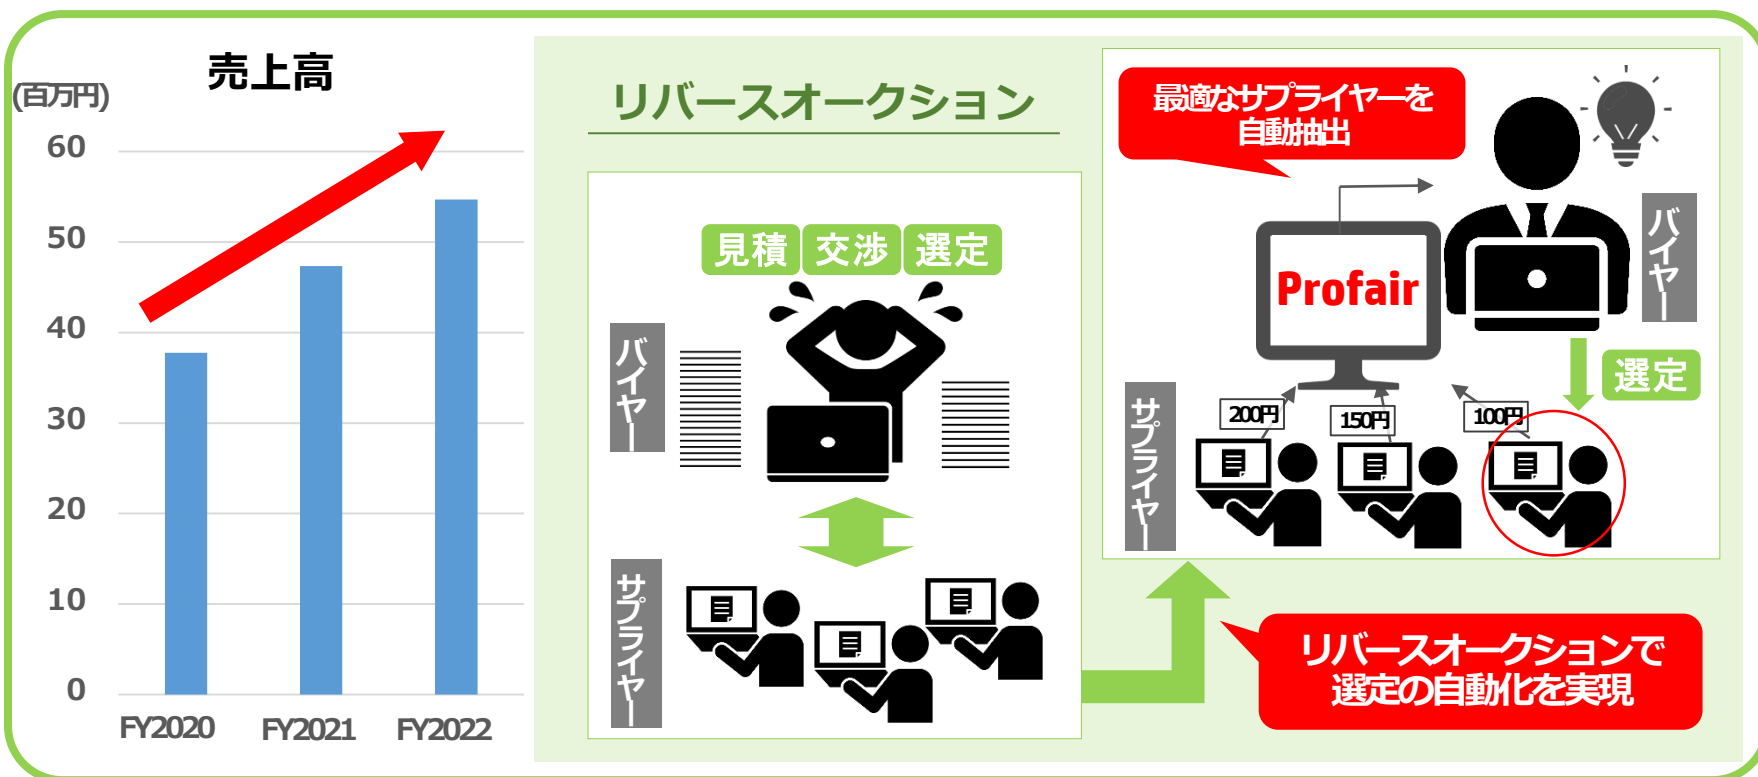 売上高
(百万円)
60
50
40
30
20
10
0
FY2020
FY2021
FY2022
リバースオークション
見積
交渉
選定
バイヤー
サプライヤー
最適なサプライヤーを
自動抽出
Profair
バイヤー
選定
サプライヤー
200円
150円
100円
リバースオークションで
選定の自動化を実現